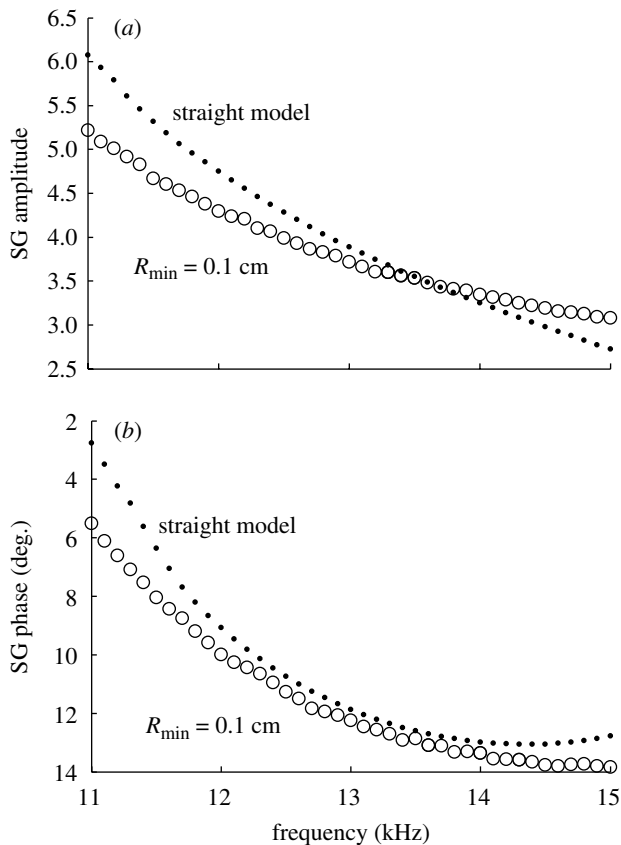 (a)
6.5
6.0
5.5
5.0
4.5
4.0
3.5
3.0
2.5
SG amplitude
straight model
R_min = 0.1 cm
(b)
2
4
6
8
10
12
14
SG phase (deg.)
straight model
R_min = 0.1 cm
11 12 13 14 15
frequency (kHz)